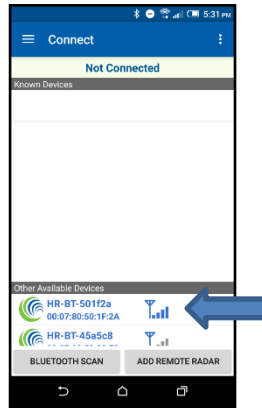 5:31 PM
Connect
Not Connected
Known Devices
Other Available Devices
HR-BT-501f2a
00:07:80:50:1F:2A
HR-BT-45a5c8
BLUETOOTH SCAN
ADD REMOTE RADAR